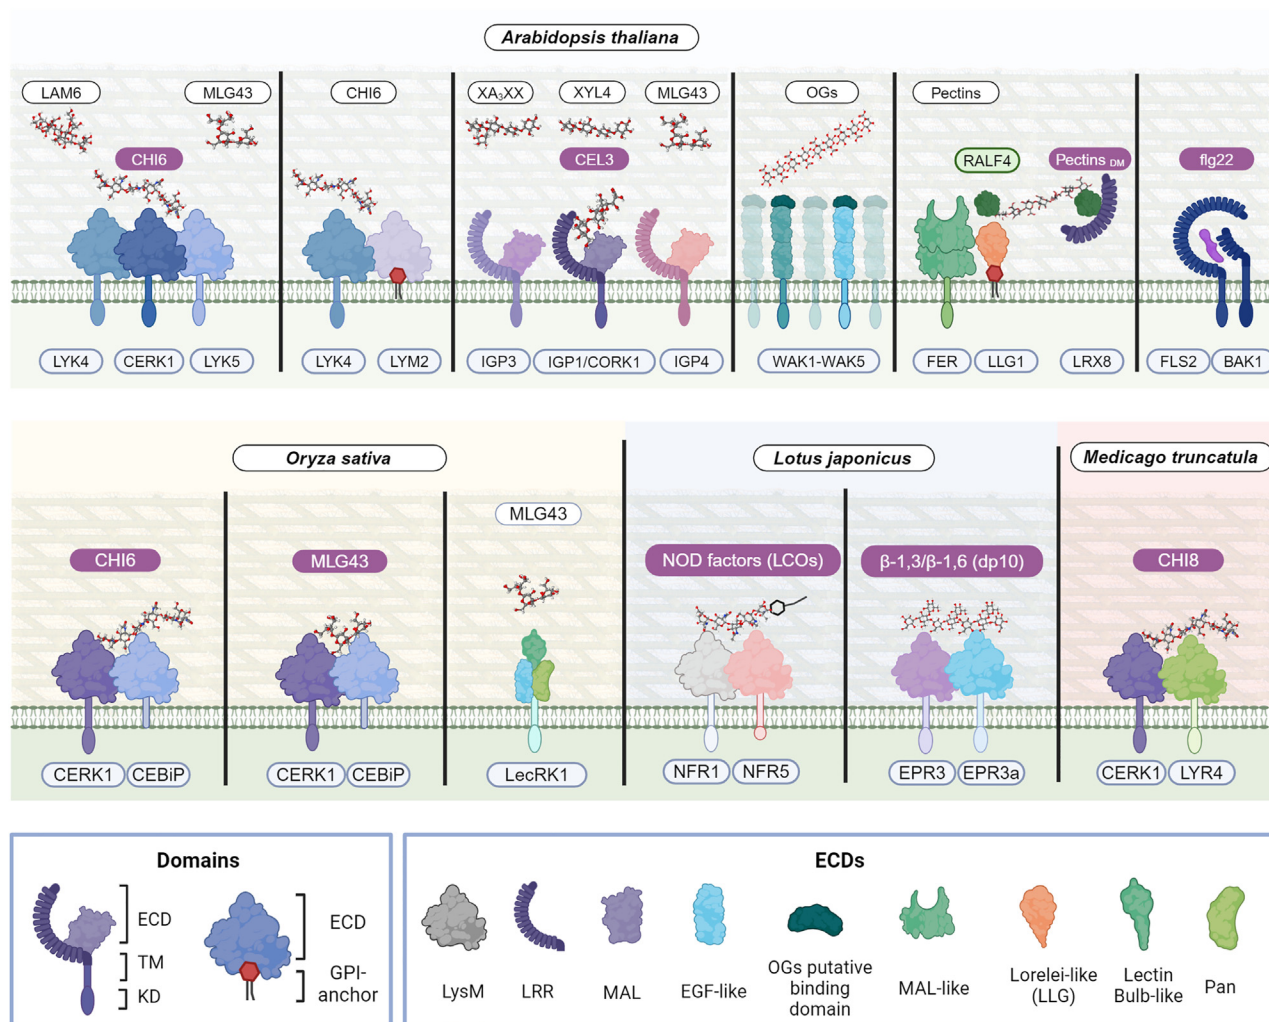 Arabidopsis thaliana
LAM6
MLG43
CHI6
XA₃XX
XYL4
MLG43
OGs
Pectins
CHI6
CEL3
RALF4
Pectins DM
flg22
LYK4
CERK1
LYK5
LYK4
LYM2
IGP3
IGP1/CORK1
IGP4
WAK1-WAK5
FER
LLG1
LRX8
FLS2
BAK1
Oryza sativa
Lotus japonicus
Medicago truncatula
MLG43
CHI6
MLG43
NOD factors (LCOs)
β-1,3/β-1,6 (dp10)
CHI8
CERK1
CEBiP
CERK1
CEBiP
LecRK1
NFR1
NFR5
EPR3
EPR3a
CERK1
LYR4
Domains
ECD
TM
KD
ECD
GPI-
anchor
ECDs
LysM
LRR
MAL
EGF-like
OGs putative
binding
domain
MAL-like
Lorelei-like
(LLG)
Lectin
Bulb-like
Pan